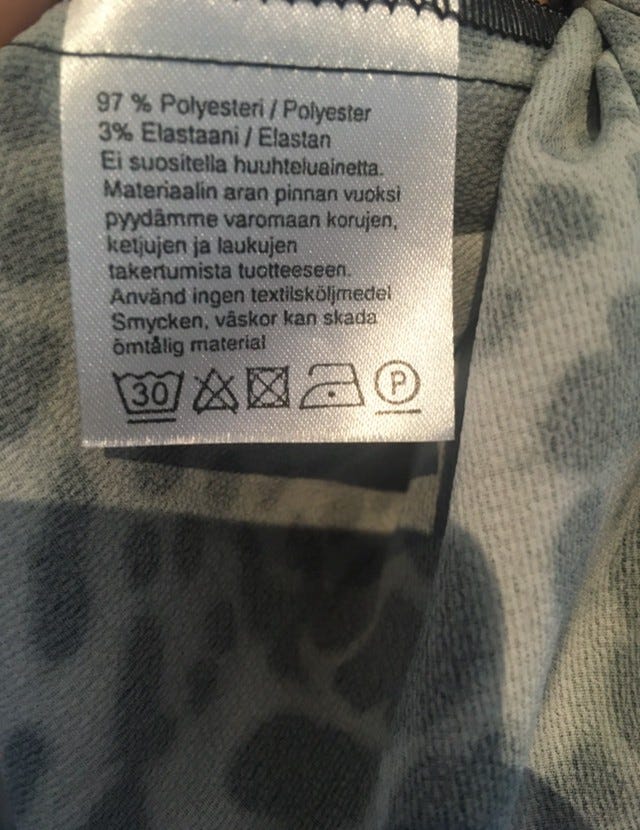 97 % Polyesteri / Polyester
3% Elastaani / Elastan
Ei suositella huuhteluainetta.
Materiaalin aran pinnan vuoksi
pyydämme varomaan korujen,
ketjujen ja laukujen
takertumista tuotteeseen.
Använd ingen textilsköljmedel
Smycken, väskor kan skada
ömtålig material
30 P